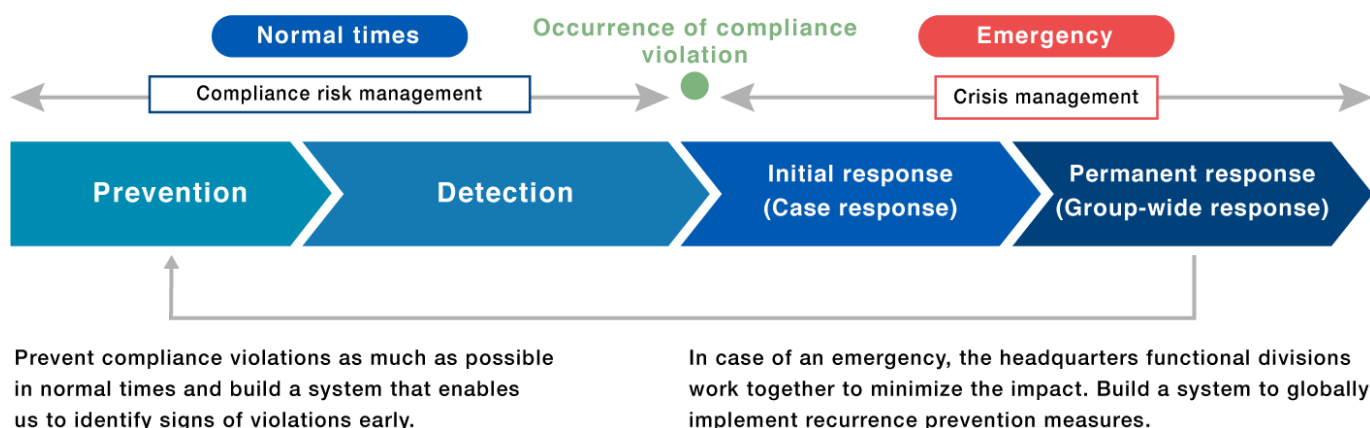 Normal times
Occurrence of compliance
violation
Emergency
Compliance risk management
Crisis management
Prevention
Detection
Initial response
(Case response)
Permanent response
(Group-wide response)
Prevent compliance violations as much as possible
in normal times and build a system that enables
us to identify signs of violations early.
In case of an emergency, the headquarters functional divisions
work together to minimize the impact. Build a system to globally
implement recurrence prevention measures.